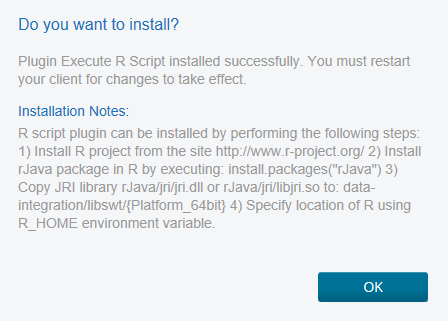 Do you want to install?
Plugin Execute R Script installed successfully. You must restart
your client for changes to take effect.
Installation Notes:
R script plugin can be installed by performing the following steps:
1) Install R project from the site http://www.r-project.org/ 2) Install
rJava package in R by executing: install.packages("rJava") 3)
Copy JRI library rJava/jri/jri.dll or rJava/jri/libjri.so to: data-
integration/libswt/{Platform_64bit} 4) Specify location of R using
R_HOME environment variable.
OK